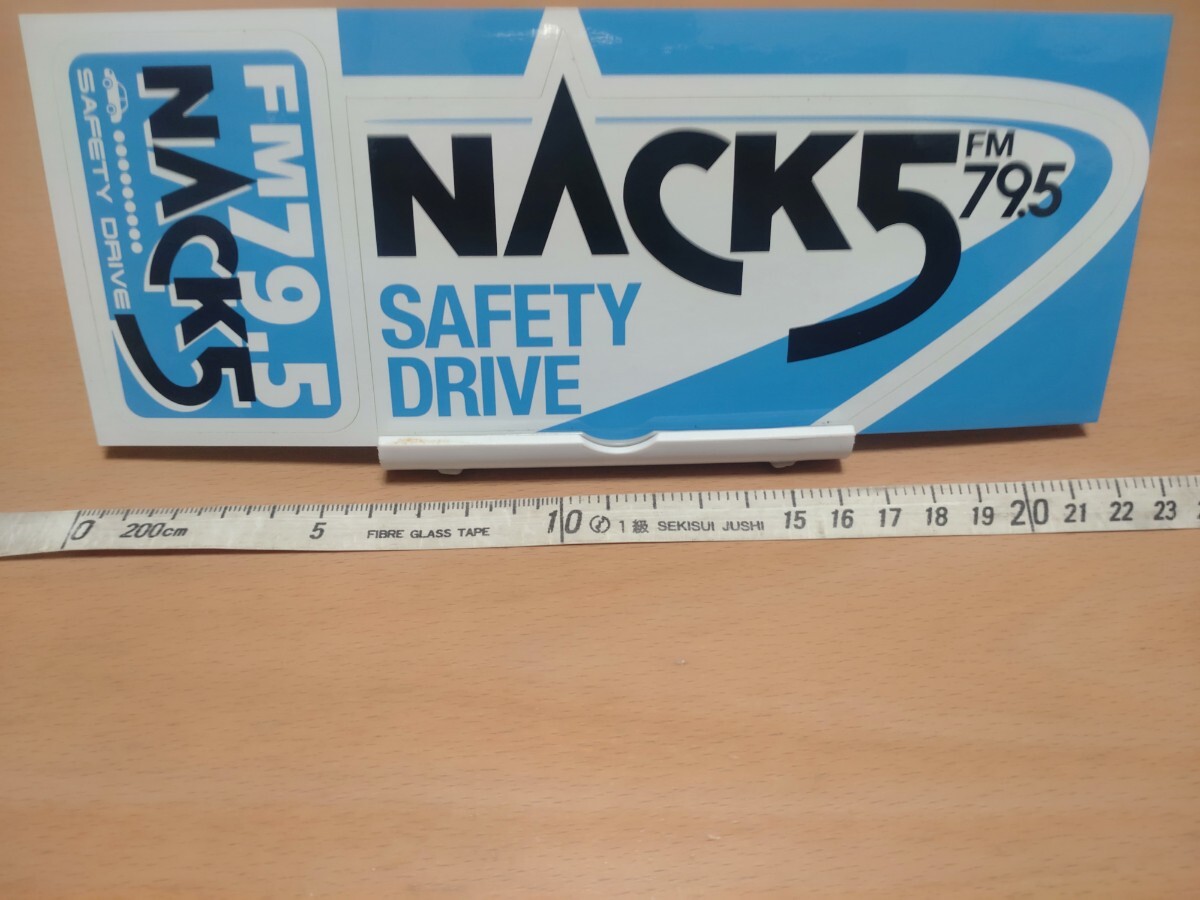 FM79.5
NACK5
SAFETY DRIVE
NACK5
FM
79.5
SAFETY
DRIVE
0 200cm 5 FIBRE GLASS TAPE 10 1級 SEKISUI JUSHI 15 16 17 18 19 20 21 22 23